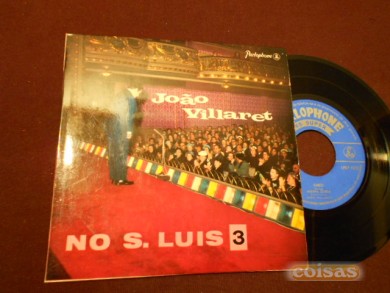 Parlophone
João
Villaret
NO S. LUIS 3
PARLOPHONE
coisas